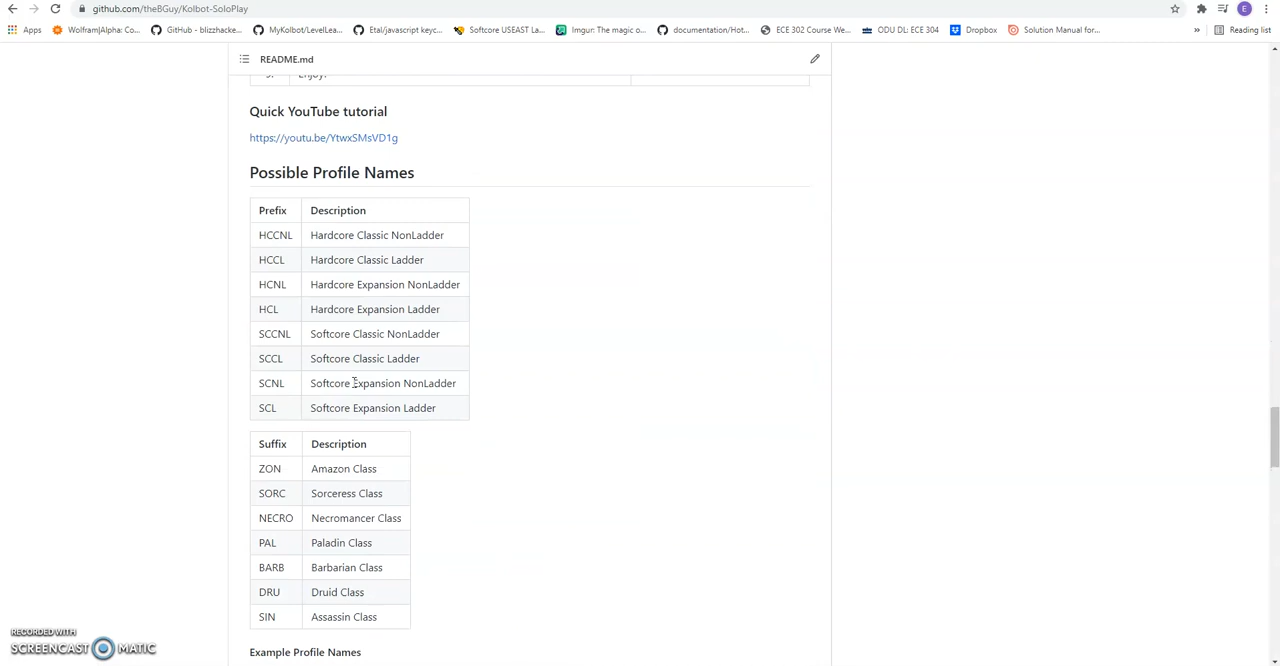 github.com/theBGuy/Kolbot-SoloPlay
E
Apps Wolfram|Alpha: Co... GitHub - blizzhacke... MyKolbot/LevelLea... Etal/javascript keyc... Softcore USEAST La... Imgur: The magic o... documentation/Hot... ECE 302 Course We... ODU DL: ECE 304 Dropbox Solution Manual for... » Reading list
README.md
Enjoy!
Quick YouTube tutorial
https://youtu.be/YtwxSMsVD1g
Possible Profile Names
Prefix Description
HCCNL Hardcore Classic NonLadder
HCCL Hardcore Classic Ladder
HCNL Hardcore Expansion NonLadder
HCL Hardcore Expansion Ladder
SCCNL Softcore Classic NonLadder
SCCL Softcore Classic Ladder
SCNL Softcore Expansion NonLadder
SCL Softcore Expansion Ladder
Suffix Description
ZON Amazon Class
SORC Sorceress Class
NECRO Necromancer Class
PAL Paladin Class
BARB Barbarian Class
DRU Druid Class
SIN Assassin Class
RECORDED WITH
SCREENCAST MATIC
Example Profile Names